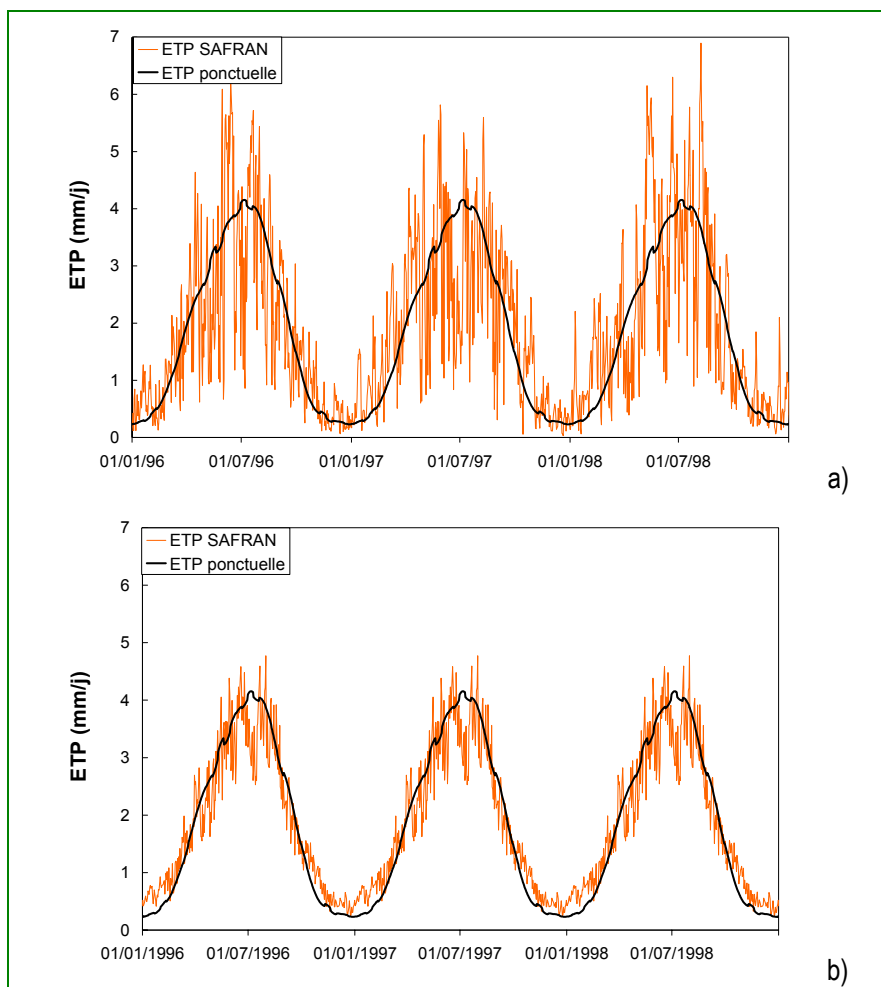 7
ETP SAFRAN
ETP ponctuelle
6
5
4
3
2
1
0
ETP (mm/j)
01/01/96 01/07/96 01/01/97 01/07/97 01/01/98 01/07/98
a)
7
ETP SAFRAN
ETP ponctuelle
6
5
4
3
2
1
0
ETP (mm/j)
01/01/1996 01/07/1996 01/01/1997 01/07/1997 01/01/1998 01/07/1998
b)